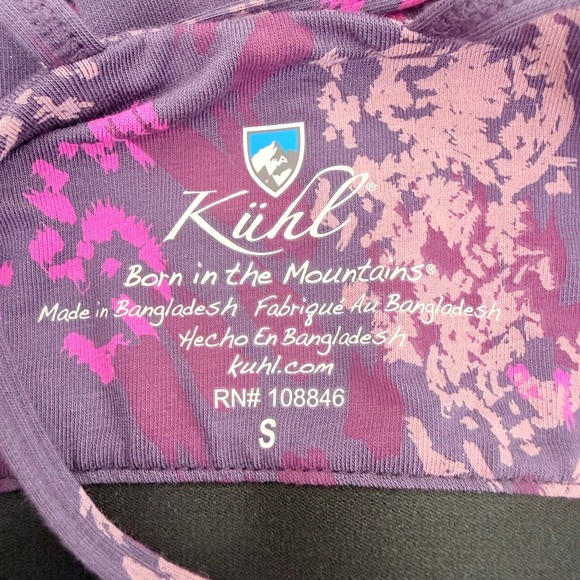 Kühl®
Born in the Mountains®
Made in Bangladesh Fabriqué Au Bangladesh
Hecho En Bangladesh
kuhl.com
RN# 108846
S